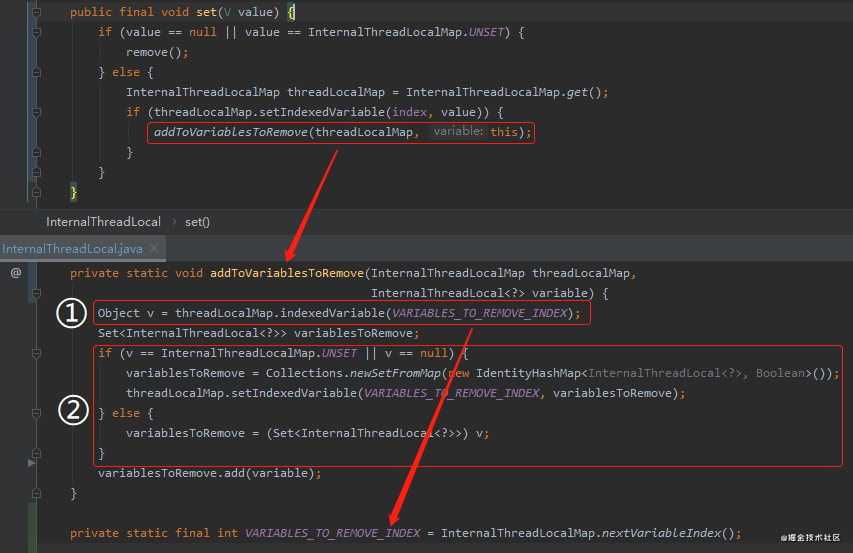 public final void set(V value) {
if (value == null || value == InternalThreadLocalMap.UNSET) {
remove();
} else {
InternalThreadLocalMap threadLocalMap = InternalThreadLocalMap.get();
if (threadLocalMap.setIndexedVariable(index, value)) {
addToVariablesToRemove(threadLocalMap, variable: this);
}
}
}
InternalThreadLocal › set()
InternalThreadLocal.java ×
@ private static void addToVariablesToRemove(InternalThreadLocalMap threadLocalMap,
InternalThreadLocal<?> variable) {
① Object v = threadLocalMap.indexedVariable(VARIABLES_TO_REMOVE_INDEX);
Set<InternalThreadLocal<?>> variablesToRemove;
if (v == InternalThreadLocalMap.UNSET || v == null) {
variablesToRemove = Collections.newSetFromMap(new IdentityHashMap<InternalThreadLocal<?>, Boolean>());
threadLocalMap.setIndexedVariable(VARIABLES_TO_REMOVE_INDEX, variablesToRemove);
② } else {
variablesToRemove = (Set<InternalThreadLocal<?>>) v;
}
variablesToRemove.add(variable);
}
private static final int VARIABLES_TO_REMOVE_INDEX = InternalThreadLocalMap.nextVariableIndex();
@掘金技术社区